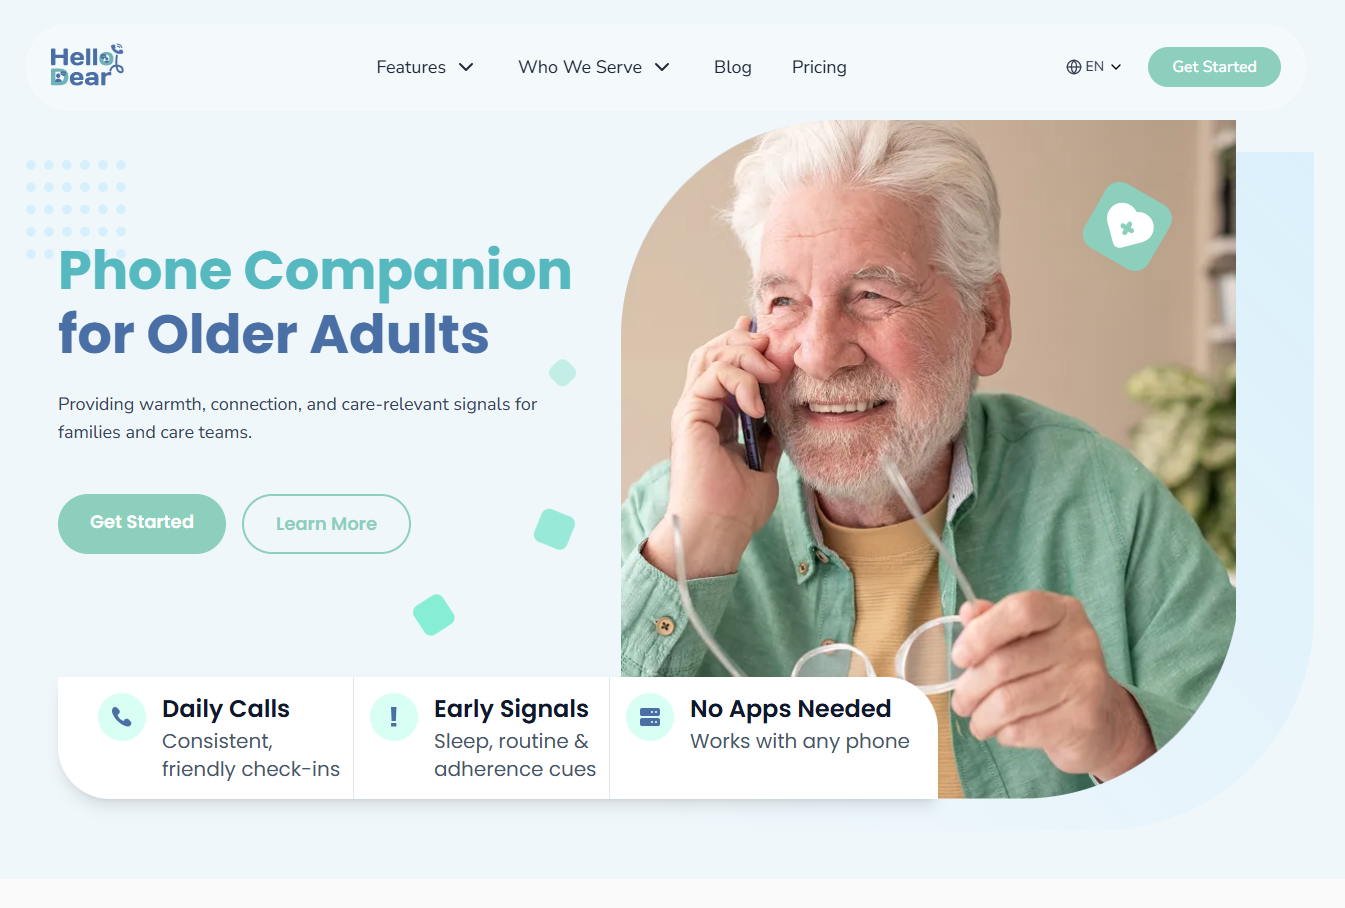 Hello
Dear
Features
Who We Serve
Blog
Pricing
EN
Get Started
Phone Companion
for Older Adults
Providing warmth, connection, and care-relevant signals for
families and care teams.
Get Started
Learn More
Daily Calls
Consistent,
friendly check-ins
Early Signals
Sleep, routine &
adherence cues
No Apps Needed
Works with any phone